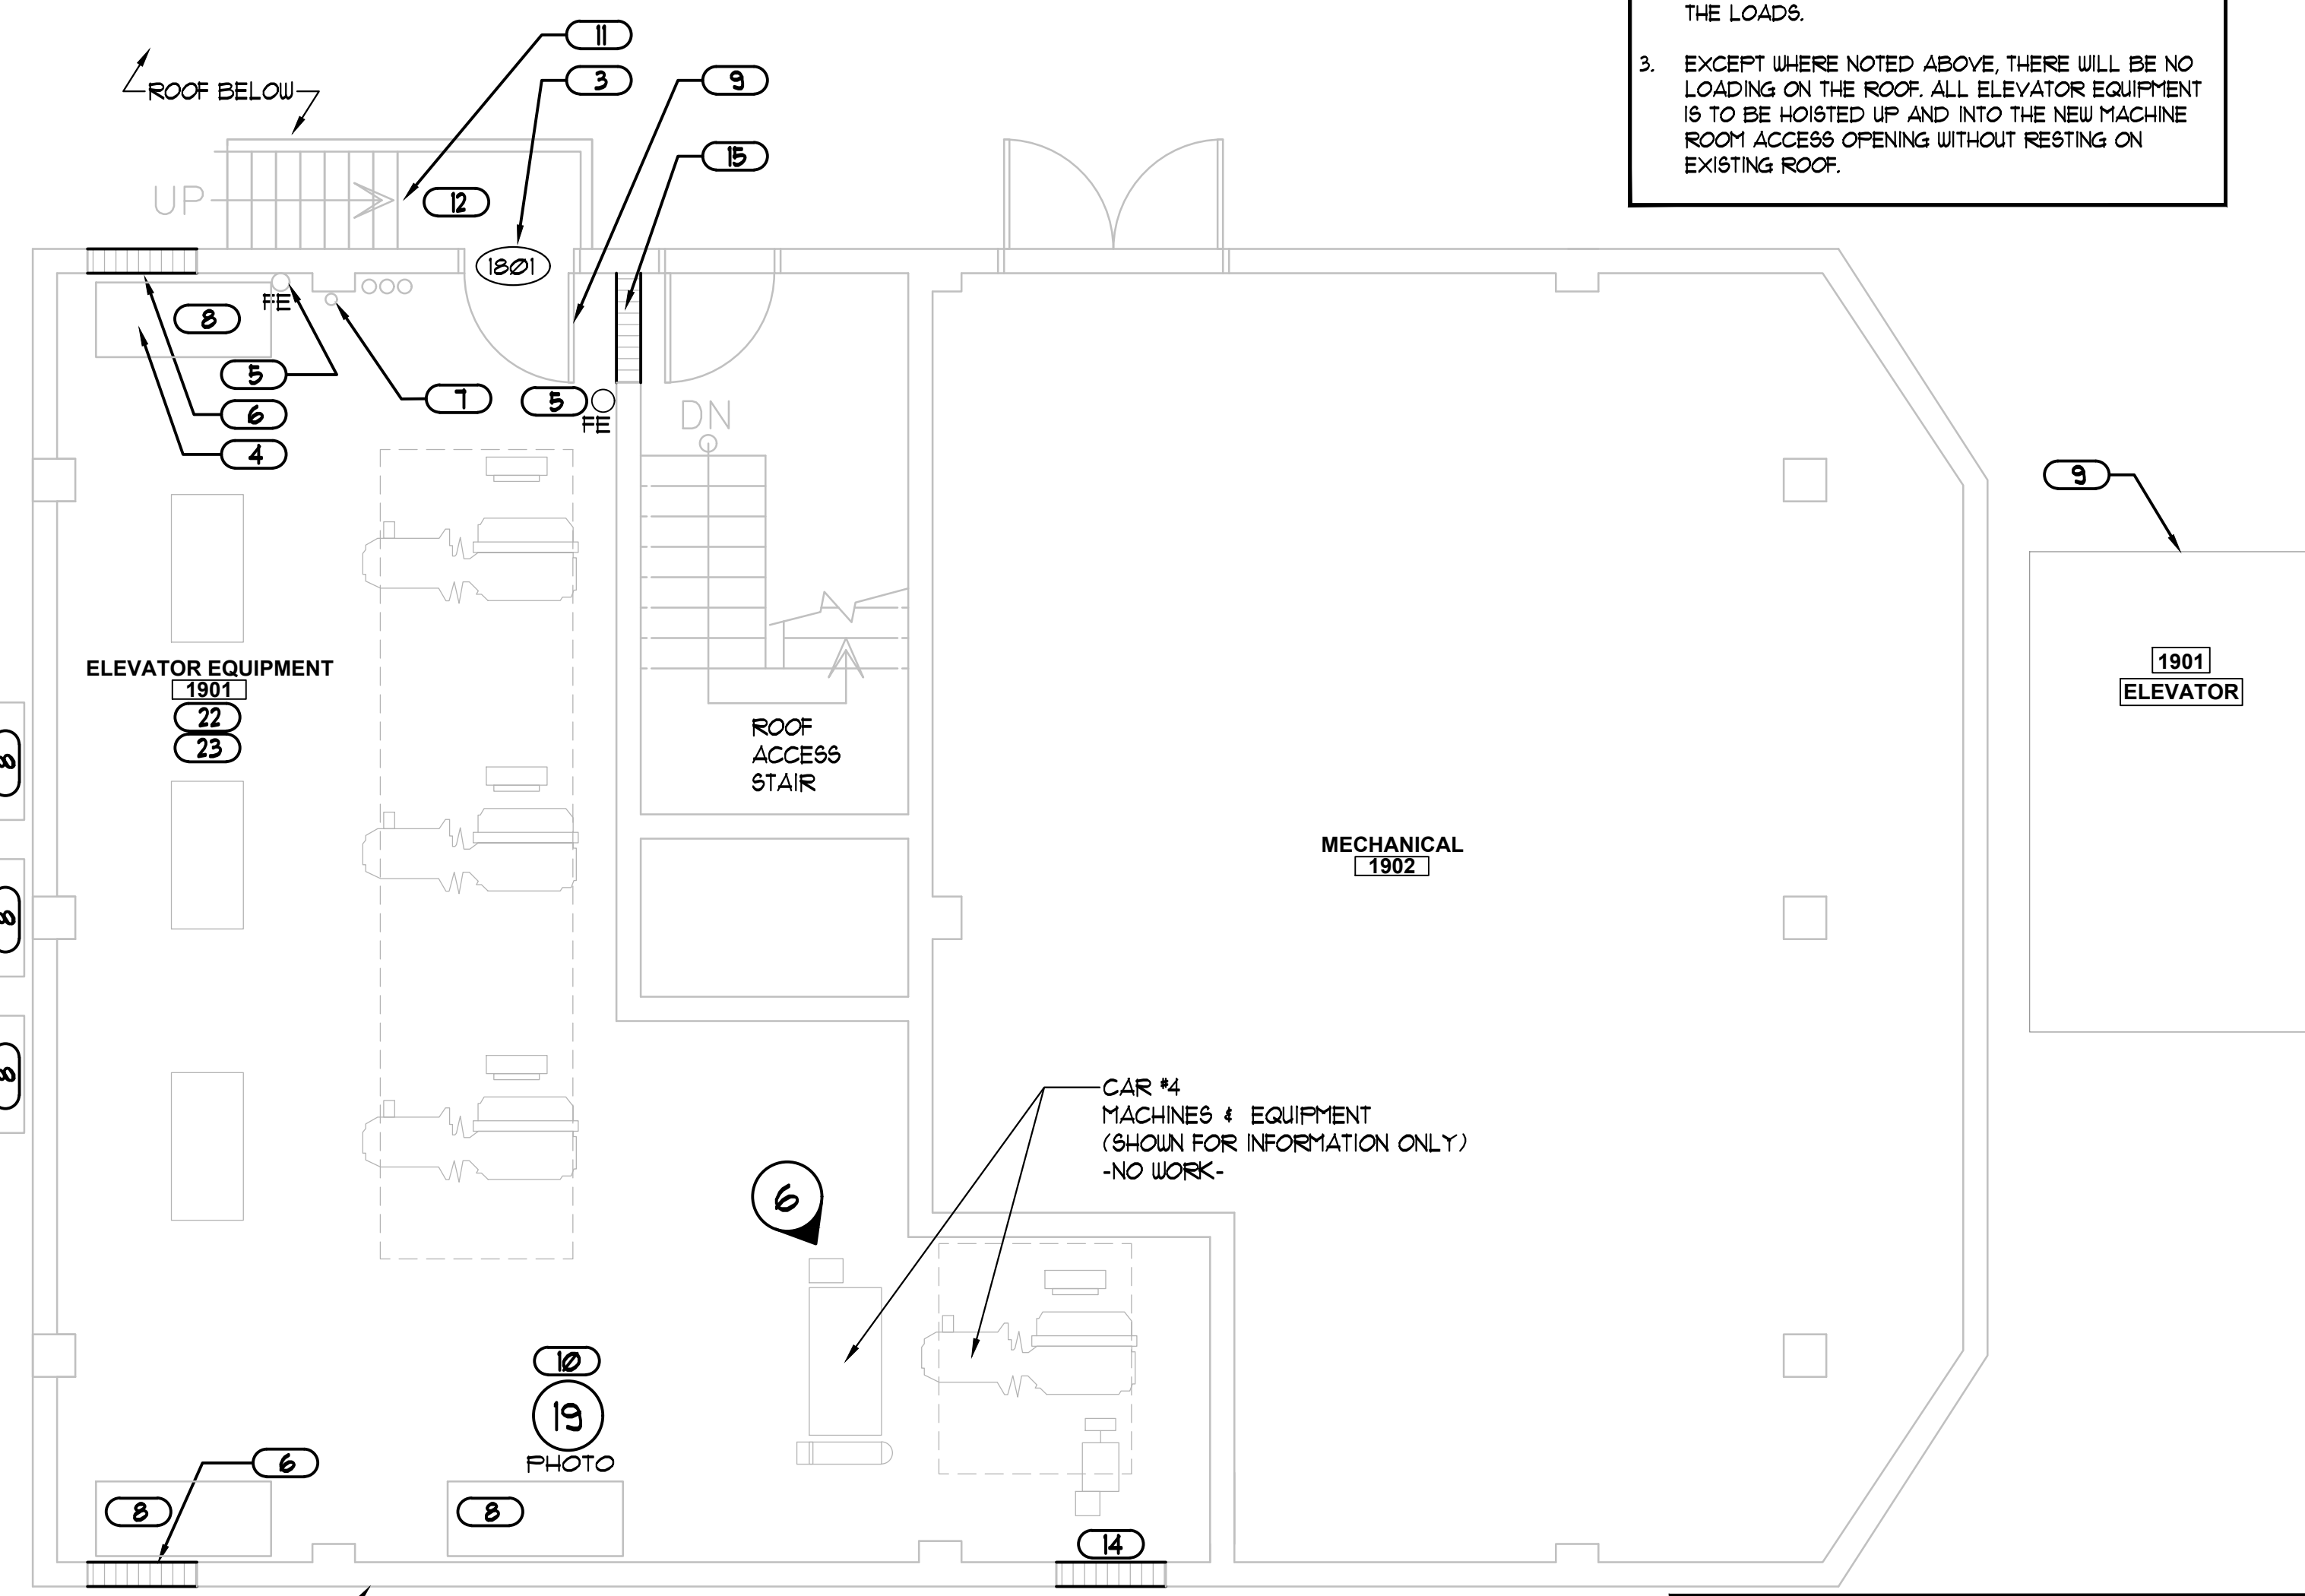 THE LOADS.
3. EXCEPT WHERE NOTED ABOVE, THERE WILL BE NO
LOADING ON THE ROOF. ALL ELEVATOR EQUIPMENT
IS TO BE HOISTED UP AND INTO THE NEW MACHINE
ROOM ACCESS OPENING WITHOUT RESTING ON
EXISTING ROOF.
11
3
9
15
ROOF BELOW
UP
12
1801
8
FE
5
6
4
7
5
FE
DN
9
ELEVATOR EQUIPMENT
1901
22
23
ROOF
ACCESS
STAIR
1901
ELEVATOR
MECHANICAL
1902
8
8
8
CAR #4
MACHINES & EQUIPMENT
(SHOWN FOR INFORMATION ONLY)
-NO WORK-
6
10
19
PHOTO
6
8
8
14